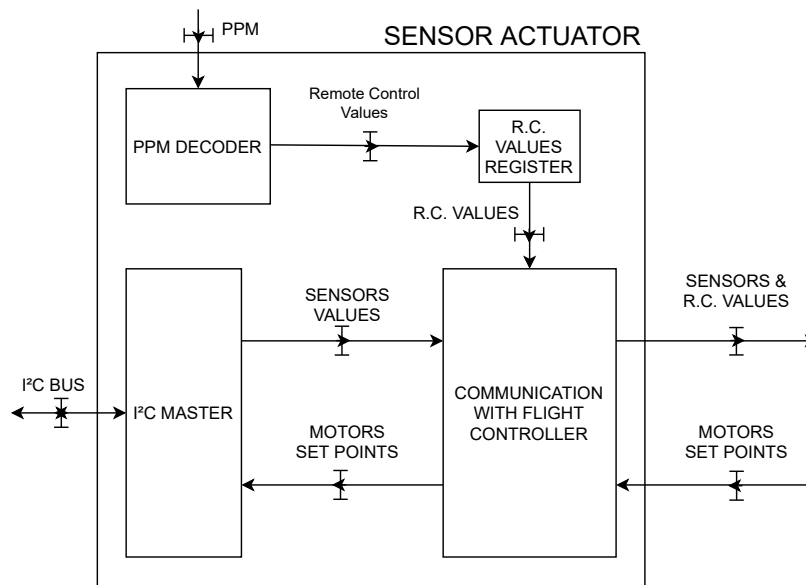 PPM
SENSOR ACTUATOR
Remote Control
Values
PPM DECODER
R.C.
VALUES
REGISTER
R.C. VALUES
SENSORS
VALUES
SENSORS &
R.C. VALUES
I²C BUS
I²C MASTER
COMMUNICATION
WITH FLIGHT
CONTROLLER
MOTORS
SET POINTS
MOTORS
SET POINTS